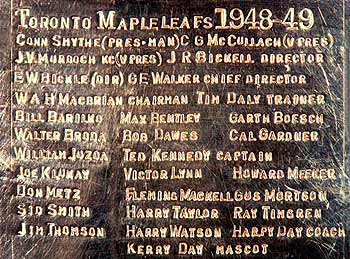 TORONTO MAPLE LEAFS 1948-49
CONN SMYTHE (PRES-MAN) C G MCCULLACH (V PRES)
J.V. MURDOCH KC (V PRES) J R BICKELL DIRECTOR
E W BICKLE (DIR) G E WALKER CHIEF DIRECTOR
W A H MACBRIAN CHAIRMAN TIM DALY TRAINER
BILL BARILKO MAX BENTLEY GARTH BOESCH
WALTER BRODA BOB DAWES CAL GARDNER
WILLIAM JUZDA TED KENNEDY CAPTAIN
JOE KLUKAY VICTOR LYNN HOWARD MEEKER
DON METZ FLEMING MACKELL GUS MORTSON
SID SMITH HARRY TAYLOR RAY TIMGREN
JIM THOMSON HARRY WATSON HAPPY DAY COACH
KERRY DAY MASCOT